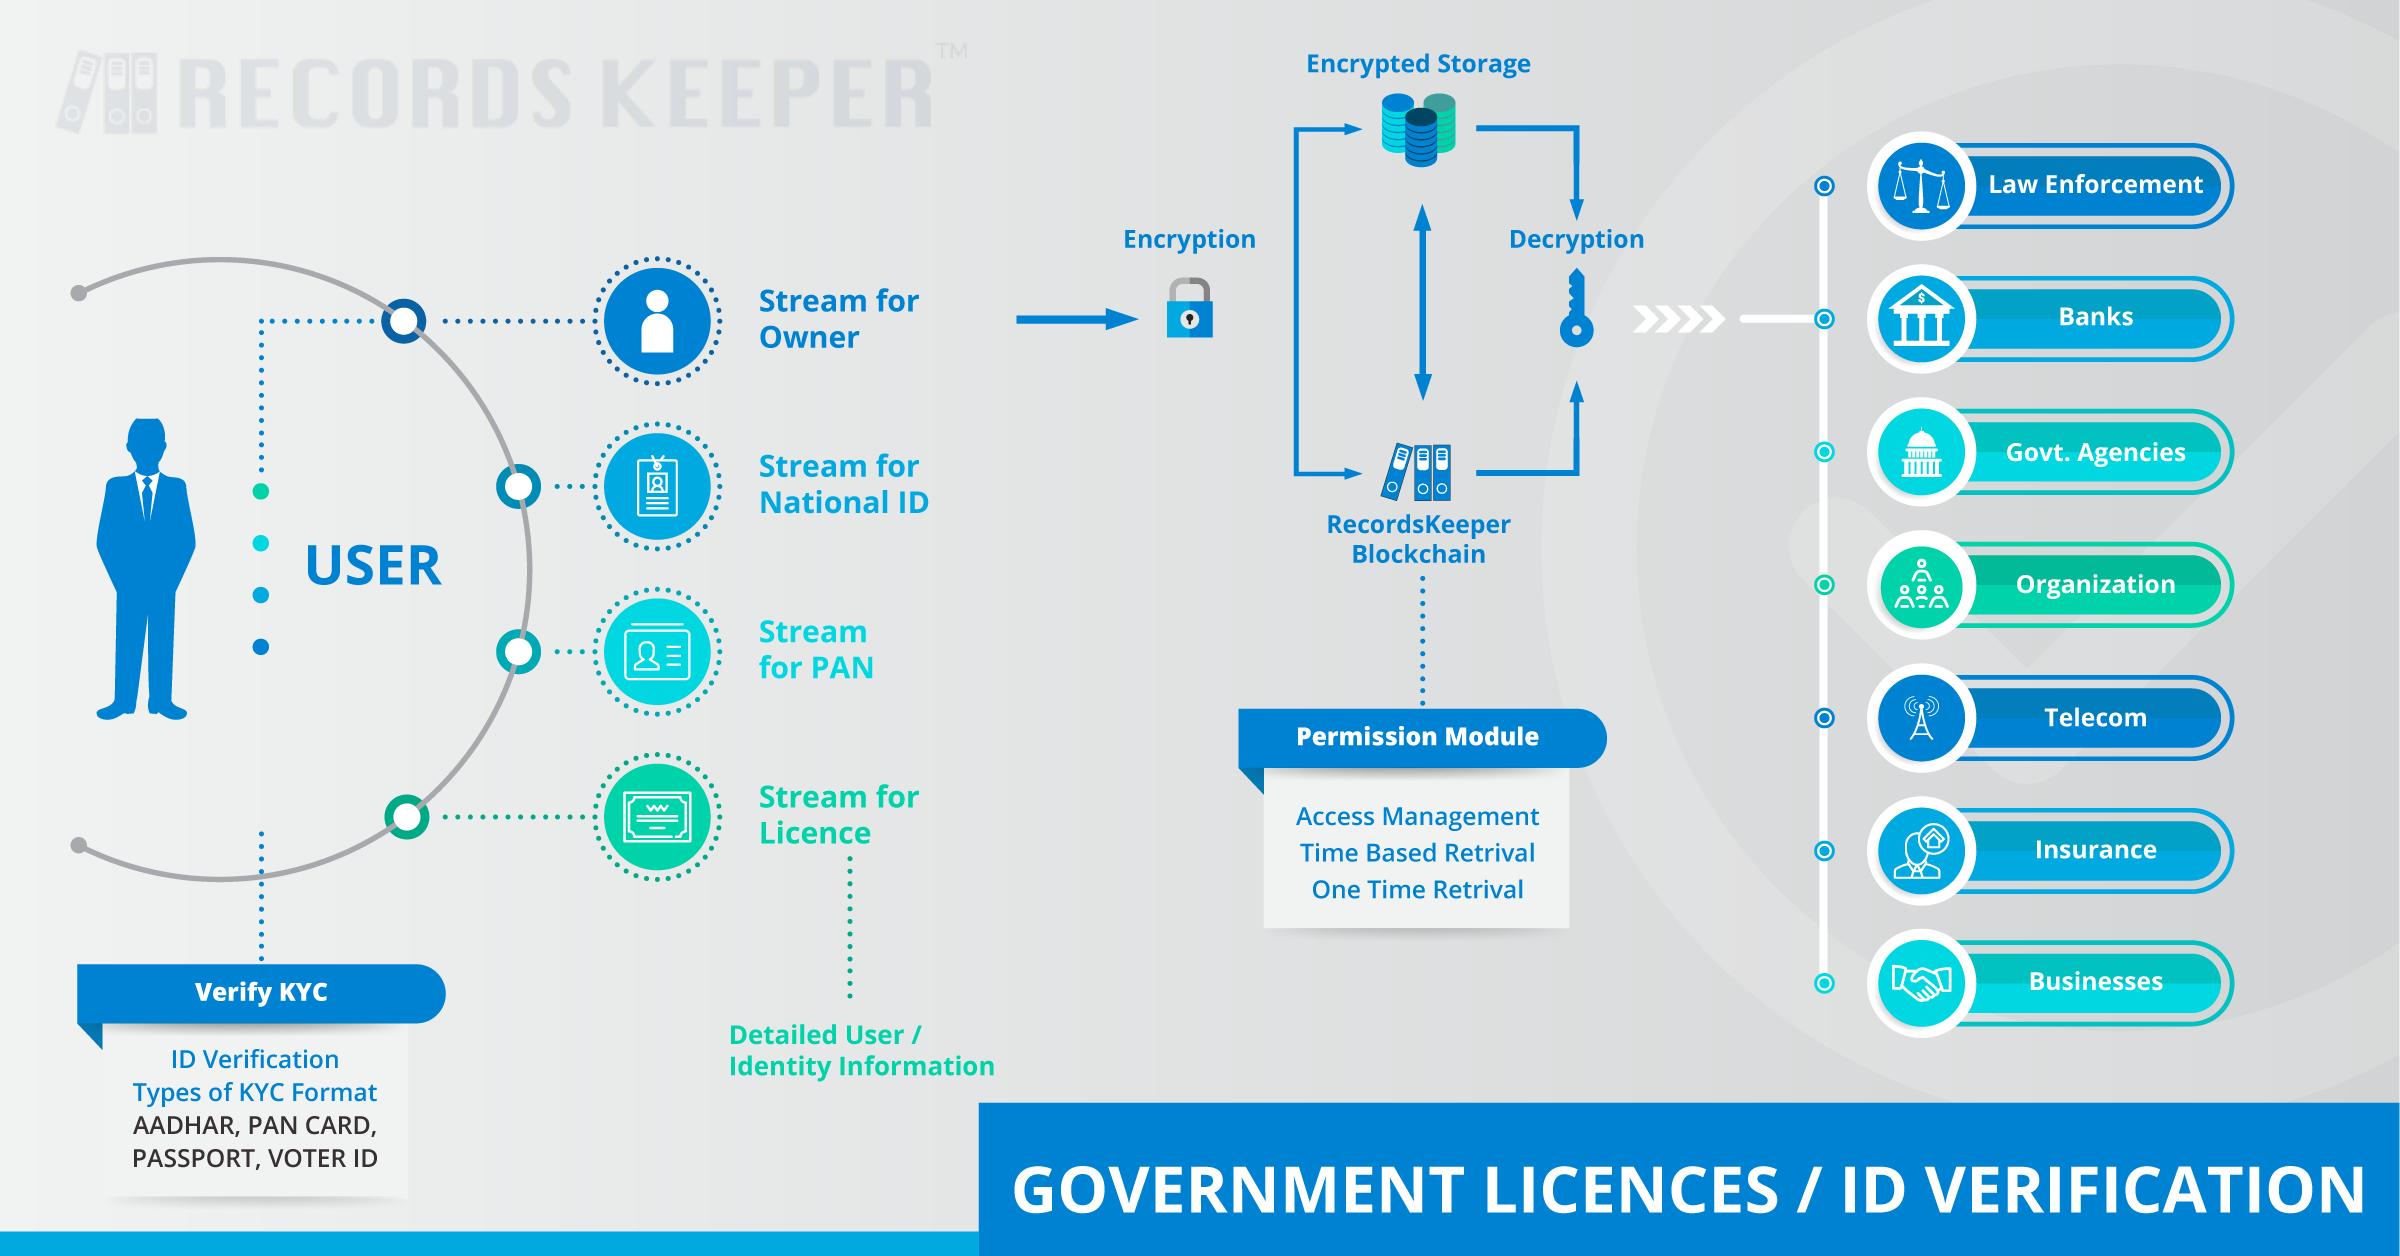 RECORDS KEEPER™
Encrypted Storage
Encryption
Decryption
RecordsKeeper
Blockchain
USER
Stream for
Owner
Stream for
National ID
Stream
for PAN
Stream for
Licence
Detailed User /
Identity Information
Verify KYC
ID Verification
Types of KYC Format
AADHAR, PAN CARD,
PASSPORT, VOTER ID
Permission Module
Access Management
Time Based Retrival
One Time Retrival
Law Enforcement
$
Banks
Govt. Agencies
Organization
Telecom
Insurance
Businesses
GOVERNMENT LICENCES / ID VERIFICATION